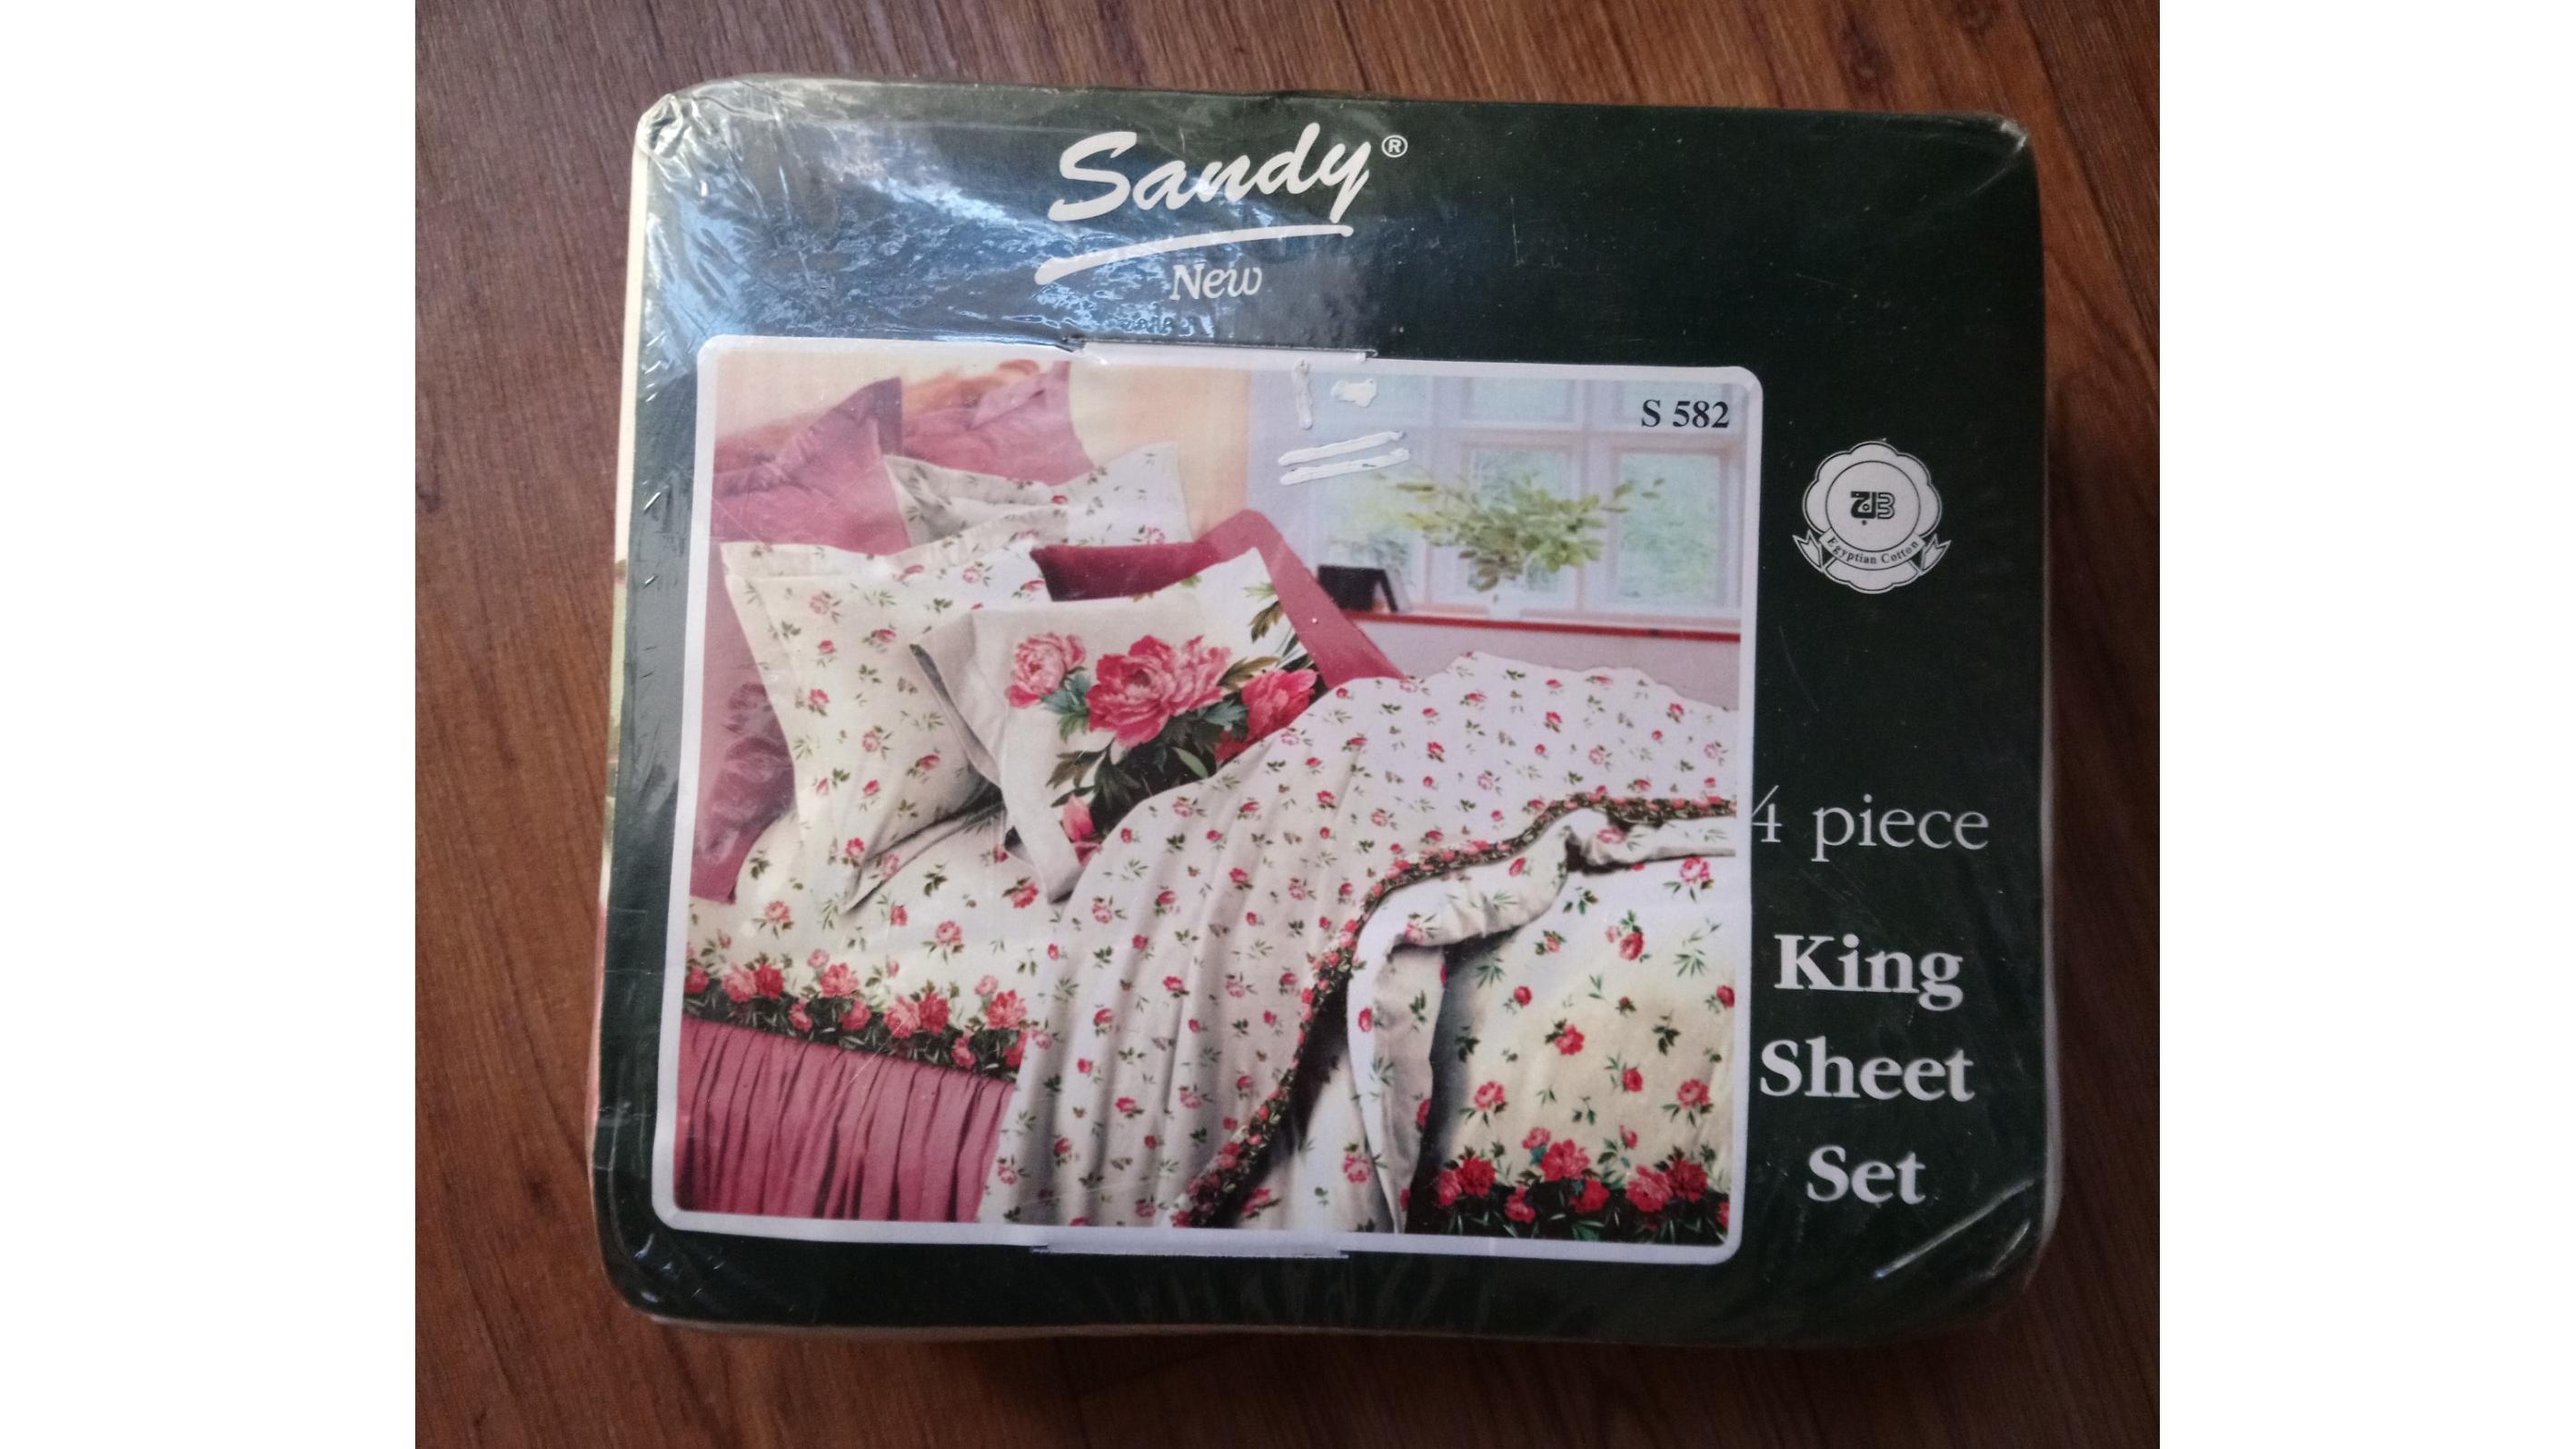 Sandy®
New
S 582
Egyptian Cotton
4 piece
King
Sheet
Set